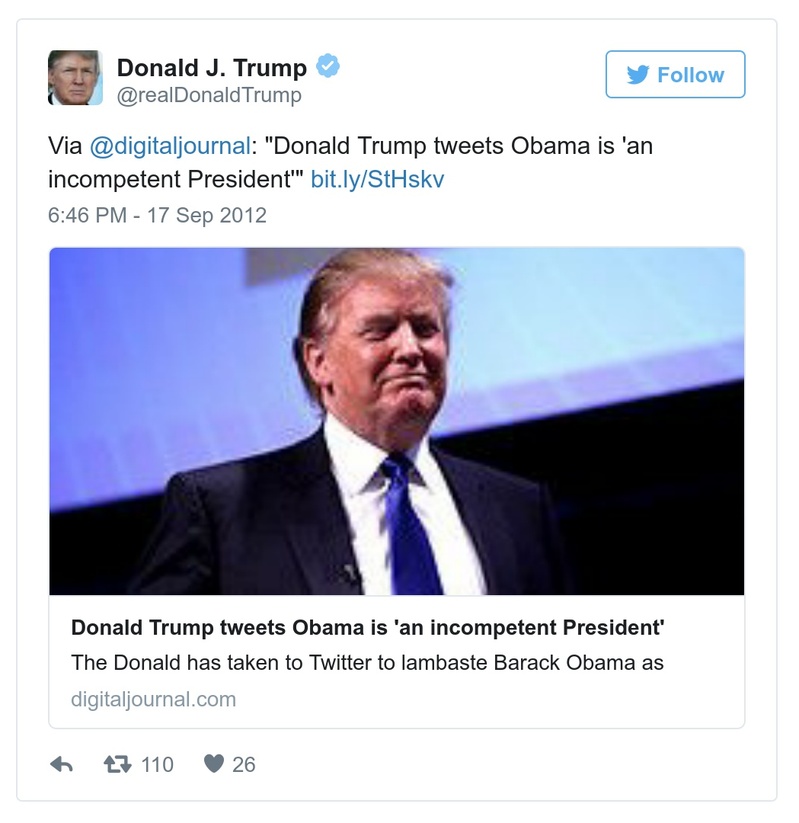 Donald J. Trump
@realDonaldTrump
Follow
Via @digitaljournal: "Donald Trump tweets Obama is 'an
incompetent President'" bit.ly/StHskv
6:46 PM - 17 Sep 2012
Donald Trump tweets Obama is 'an incompetent President'
The Donald has taken to Twitter to lambaste Barack Obama as
digitaljournal.com
110 26